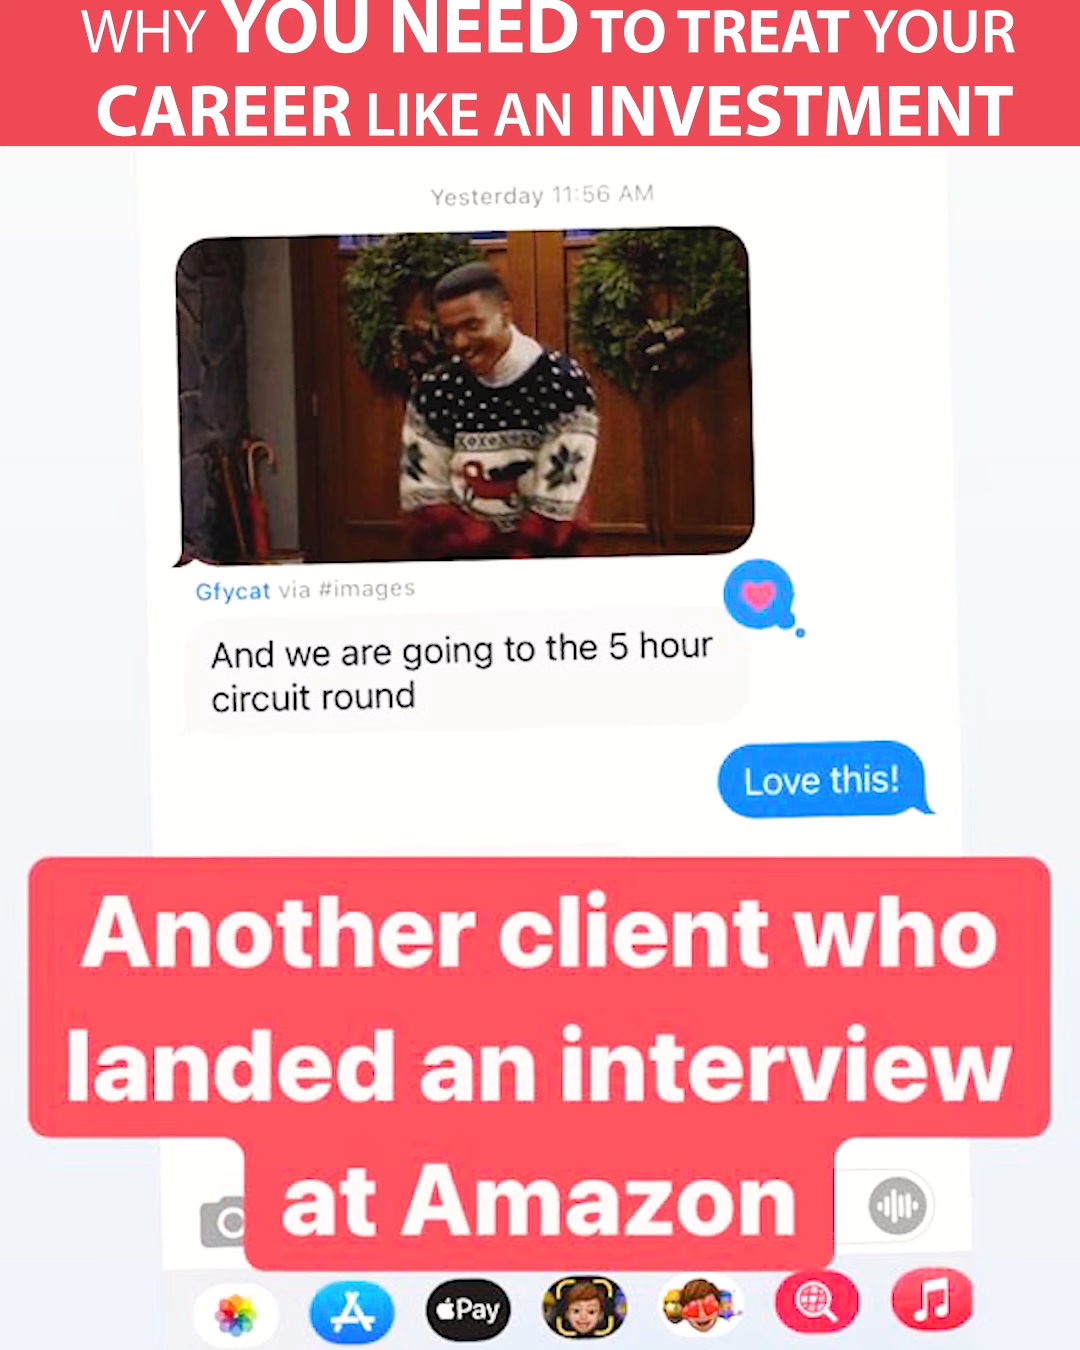 WHY YOU NEED TO TREAT YOUR
CAREER LIKE AN INVESTMENT
Yesterday 11:56 AM
XOXOXOXO
Gfycat via #images
And we are going to the 5 hour
circuit round
Love this!
Another client who
landed an interview
at Amazon
Pay